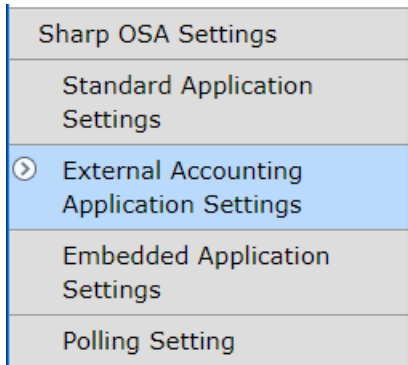 Sharp OSA Settings
Standard Application
Settings
External Accounting
Application Settings
Embedded Application
Settings
Polling Setting